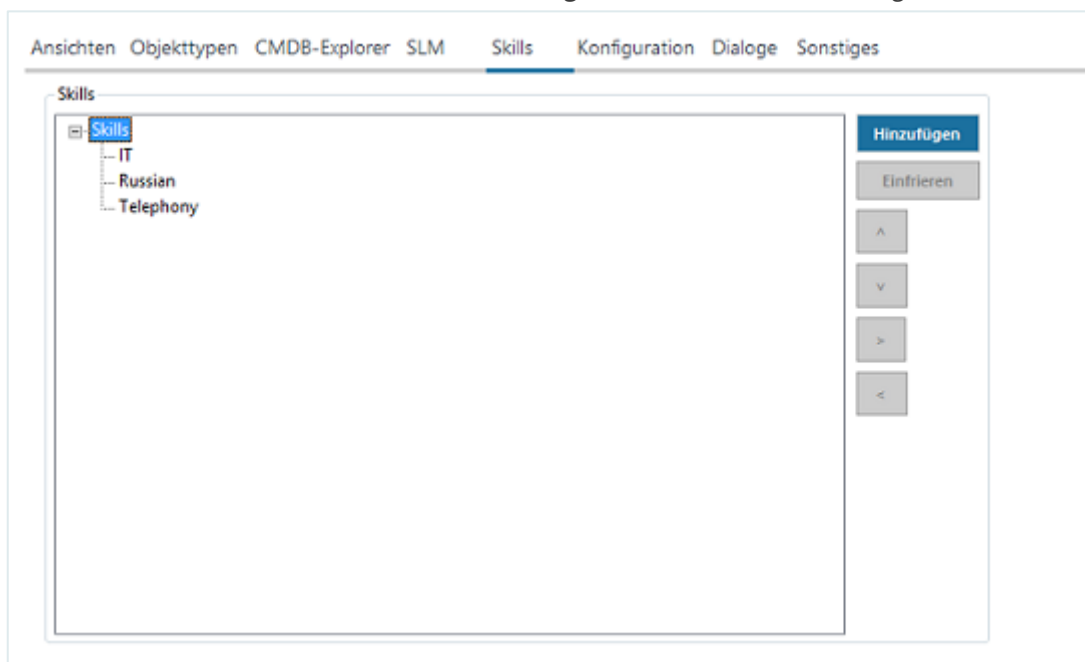 Ansichten Objekttypen CMDB-Explorer SLM Skills Konfiguration Dialoge Sonstiges
Skills
Skills
IT
Russian
Telephony
Hinzufügen
Einfrieren
^
v
>
<